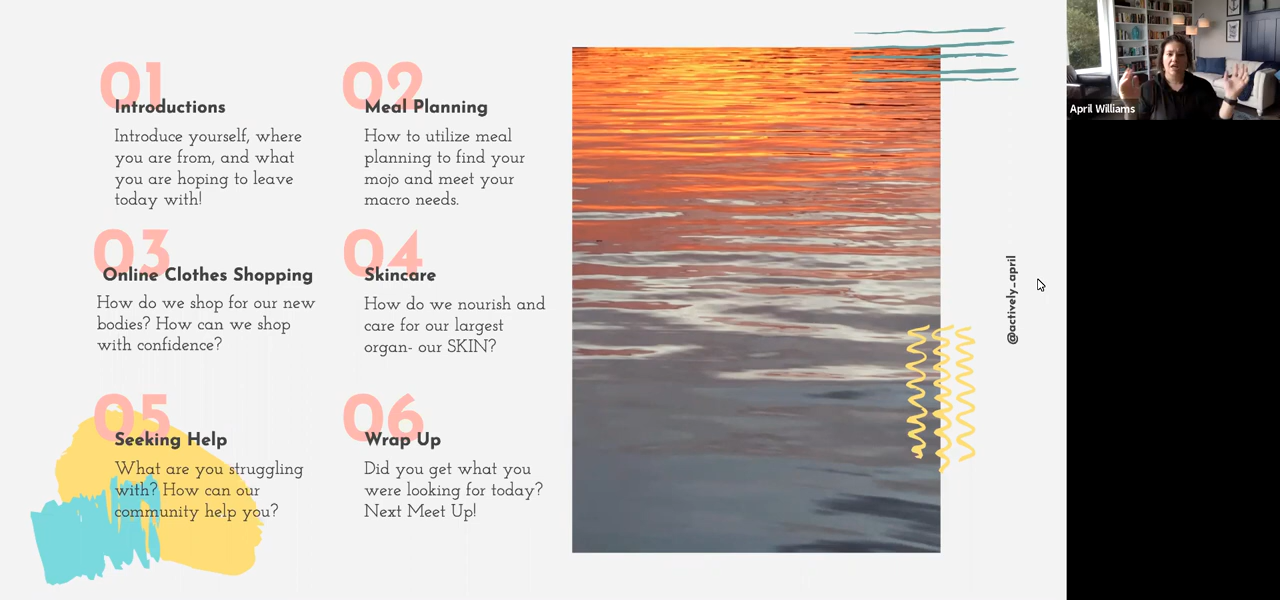 01
Introductions
Introduce yourself, where
you are from, and what
you are hoping to leave
today with!
02
Meal Planning
How to utilize meal
planning to find your
mojo and meet your
macro needs.
03
Online Clothes Shopping
How do we shop for our new
bodies? How can we shop
with confidence?
04
Skincare
How do we nourish and
care for our largest
organ- our SKIN?
05
Seeking Help
What are you struggling
with? How can our
community help you?
06
Wrap Up
Did you get what you
were looking for today?
Next Meet Up!
@actively_april
April Williams